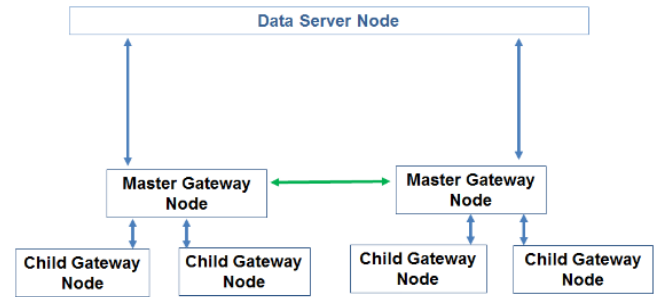 Data Server Node
Master Gateway
Node
Master Gateway
Node
Child Gateway
Node
Child Gateway
Node
Child Gateway
Node
Child Gateway
Node